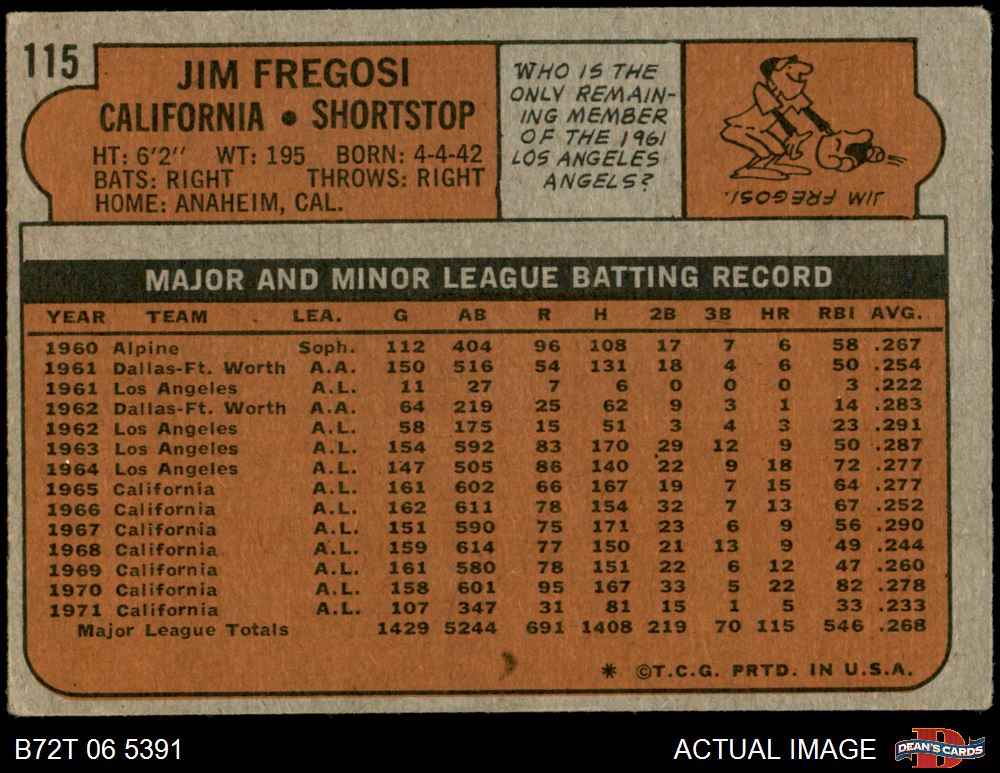 115
JIM FREGOSI
CALIFORNIA • SHORTSTOP
HT: 6'2" WT: 195 BORN: 4-4-42
BATS: RIGHT THROWS: RIGHT
HOME: ANAHEIM, CAL.
WHO IS THE
ONLY REMAIN-
ING MEMBER
OF THE 1961
LOS ANGELES
ANGELS?
JIM FREGOSI.
MAJOR AND MINOR LEAGUE BATTING RECORD
YEAR TEAM LEA. G AB R H 2B 3B HR RBI AVG.
1960 Alpine Soph. 112 404 96 108 17 7 6 58 .267
1961 Dallas-Ft. Worth A.A. 150 516 54 131 18 4 6 50 .254
1961 Los Angeles A.L. 11 27 7 6 0 0 0 3 .222
1962 Dallas-Ft. Worth A.A. 64 219 25 62 9 3 1 14 .283
1962 Los Angeles A.L. 58 175 15 51 3 4 3 23 .291
1963 Los Angeles A.L. 154 592 83 170 29 12 9 50 .287
1964 Los Angeles A.L. 147 505 86 140 22 9 18 72 .277
1965 California A.L. 161 602 66 167 19 7 15 64 .277
1966 California A.L. 162 611 78 154 32 7 13 67 .252
1967 California A.L. 151 590 75 171 23 6 9 56 .290
1968 California A.L. 159 614 77 150 21 13 9 49 .244
1969 California A.L. 161 580 78 151 22 6 12 47 .260
1970 California A.L. 158 601 95 167 33 5 22 82 .278
1971 California A.L. 107 347 31 81 15 1 5 33 .233
Major League Totals 1429 5244 691 1408 219 70 115 546 .268
* ©T.C.G. PRTD. IN U.S.A.
B72T 06 5391 ACTUAL IMAGE
D
DEAN'S CARDS